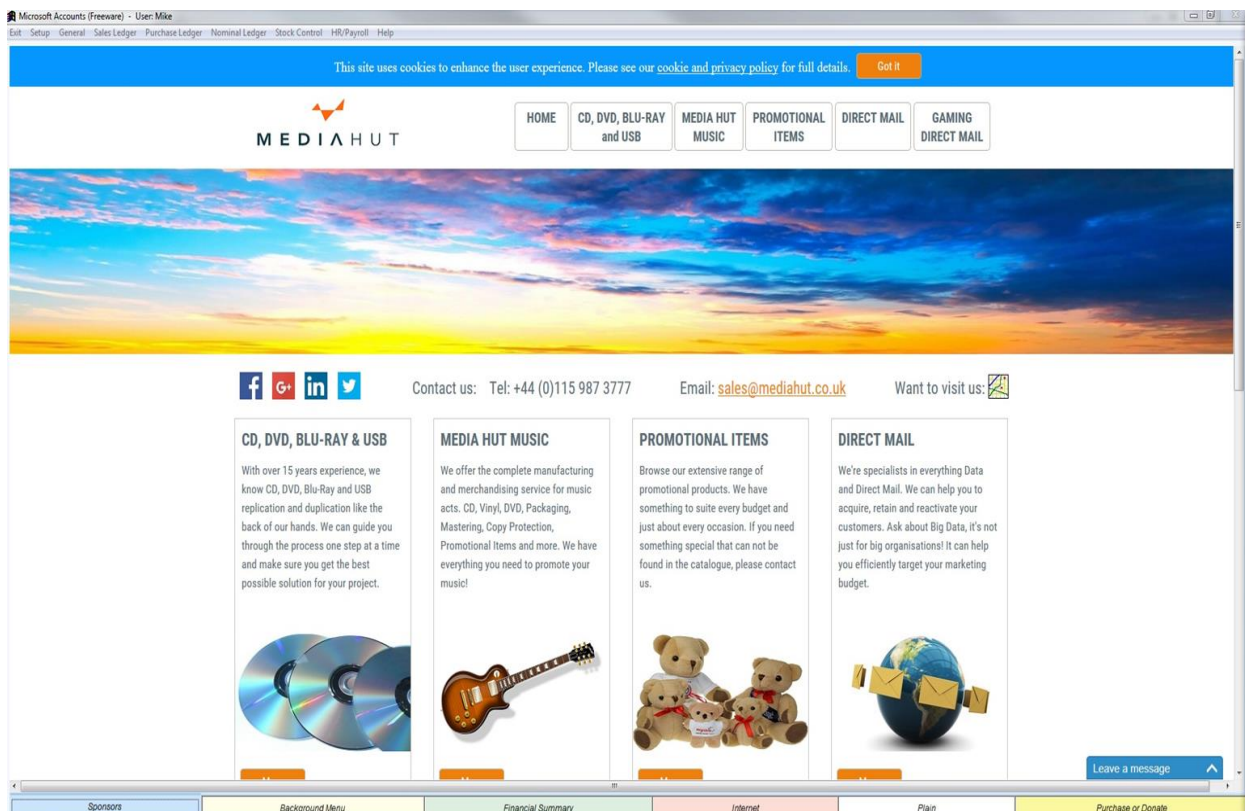 Microsoft Accounts (Freeware) - User: Mike
Exit Setup General Sales Ledger Purchase Ledger Nominal Ledger Stock Control HR/Payroll Help
This site uses cookies to enhance the user experience. Please see our cookie and privacy policy for full details. Got it
MEDIAHUT
HOME
CD, DVD, BLU-RAY
and USB
MEDIA HUT
MUSIC
PROMOTIONAL
ITEMS
DIRECT MAIL
GAMING
DIRECT MAIL
Contact us: Tel: +44 (0)115 987 3777 Email: sales@mediahut.co.uk Want to visit us:
CD, DVD, BLU-RAY & USB
With over 15 years experience, we
know CD, DVD, Blu-Ray and USB
replication and duplication like the
back of our hands. We can guide you
through the process one step at a time
and make sure you get the best
possible solution for your project.
MEDIA HUT MUSIC
We offer the complete manufacturing
and merchandising service for music
acts. CD, Vinyl, DVD, Packaging,
Mastering, Copy Protection,
Promotional Items and more. We have
everything you need to promote your
music!
PROMOTIONAL ITEMS
Browse our extensive range of
promotional products. We have
something to suite every budget and
just about every occasion. If you need
something special that can not be
found in the catalogue, please contact
us.
DIRECT MAIL
We're specialists in everything Data
and Direct Mail. We can help you to
acquire, retain and reactivate your
customers. Ask about Big Data, it's not
just for big organisations! It can help
you efficiently target your marketing
budget.
Leave a message
Sponsors Background Menu Financial Summary Internet Plain Purchase or Donate